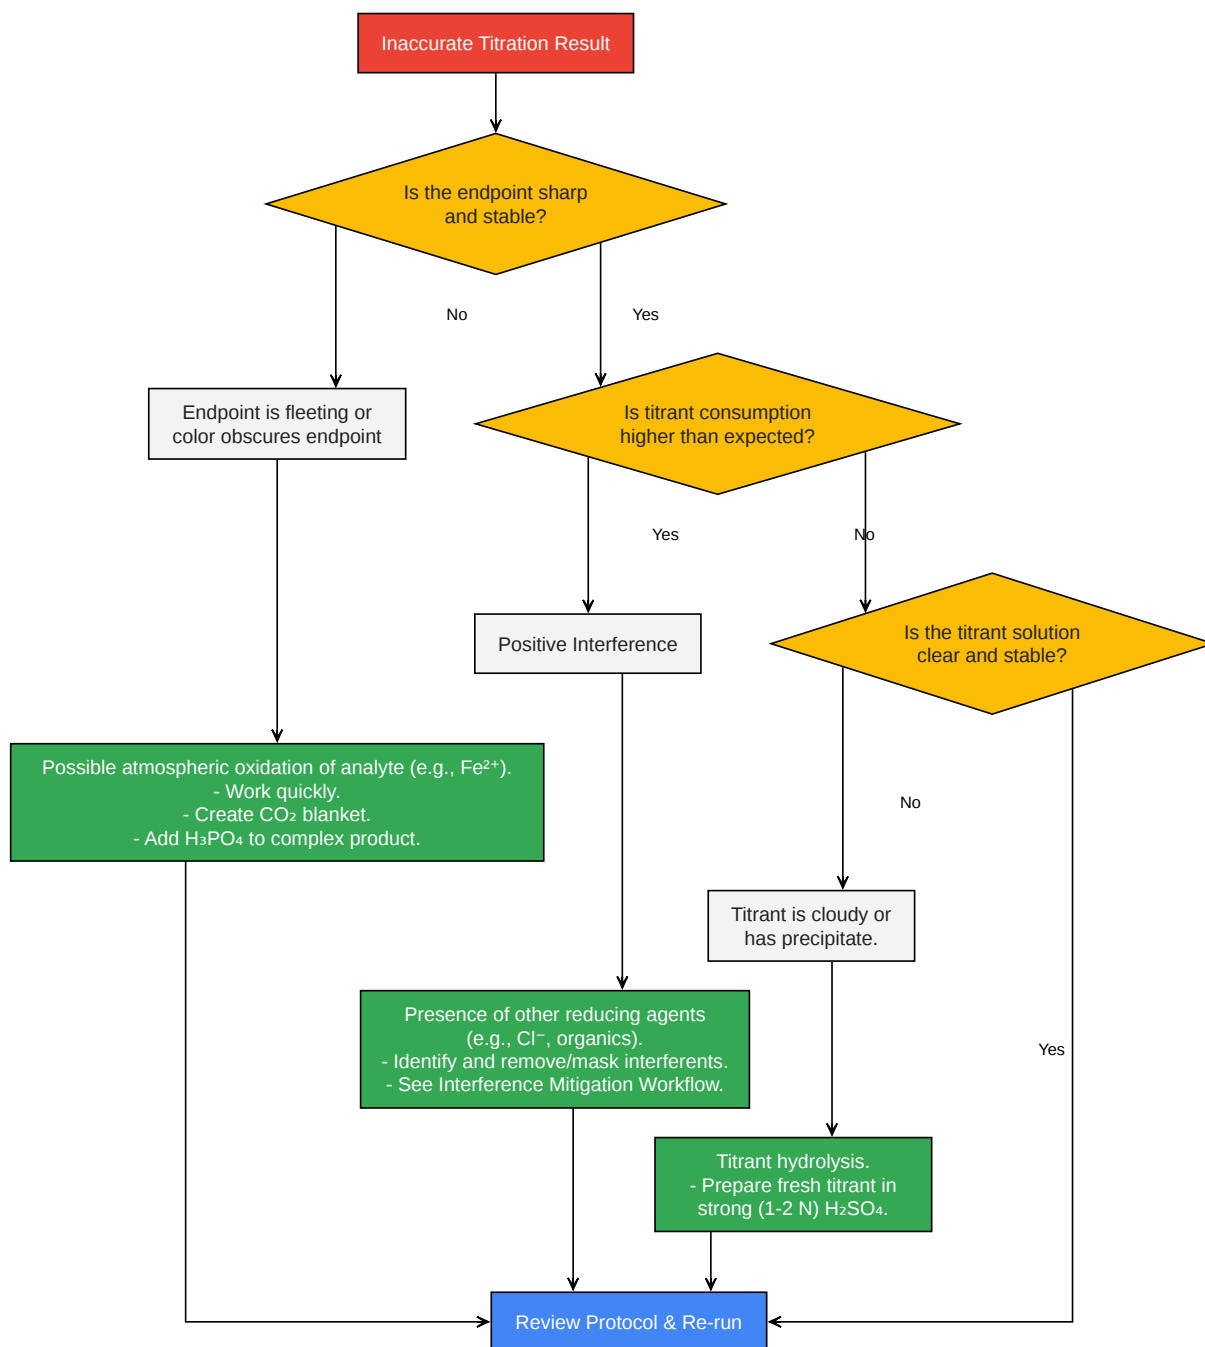 Inaccurate Titration Result
Is the endpoint sharp
and stable?
No
Yes
Endpoint is fleeting or
color obscures endpoint
Is titrant consumption
higher than expected?
Yes
No
Positive Interference
Is the titrant solution
clear and stable?
Possible atmospheric oxidation of analyte (e.g., Fe²⁺).
- Work quickly.
- Create CO₂ blanket.
- Add H₃PO₄ to complex product.
No
Titrant is cloudy or
has precipitate.
Presence of other reducing agents
(e.g., Cl⁻, organics).
- Identify and remove/mask interferents.
- See Interference Mitigation Workflow.
Yes
Titrant hydrolysis.
- Prepare fresh titrant in
strong (1-2 N) H₂SO₄.
Review Protocol & Re-run